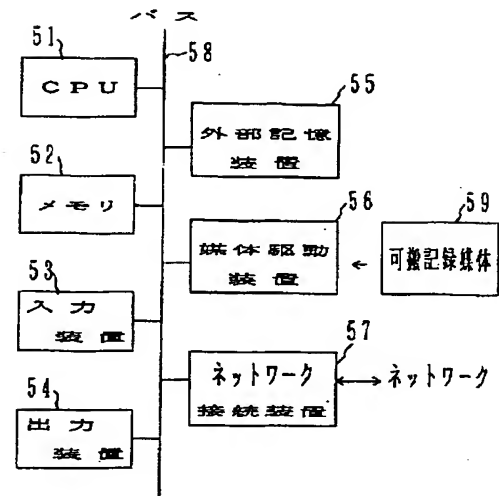 バス
58
51
CPU
52
メモリ
53
入力
装置
54
出力
装置
55
外部記憶
装置
56
媒体駆動
装置
59
可搬記録媒体
57
ネットワーク
接続装置
ネットワーク